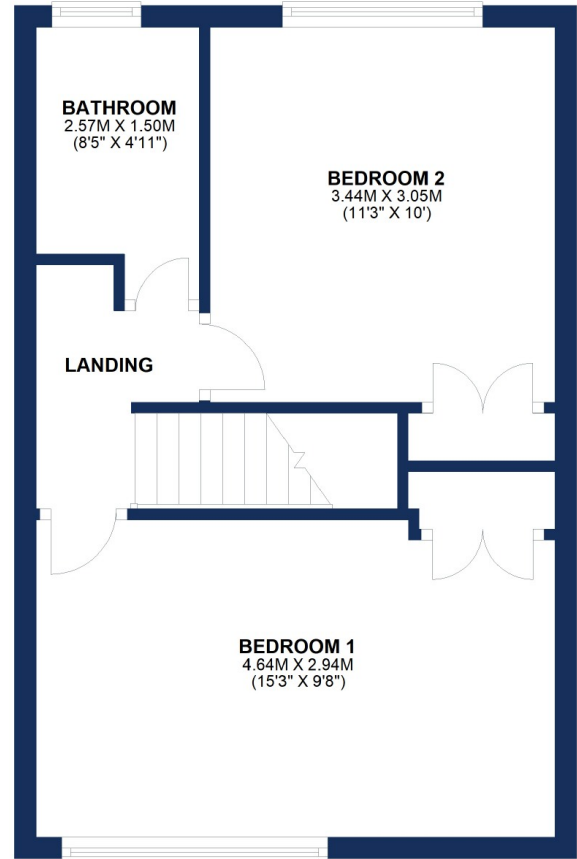 BATHROOM
2.57M X 1.50M
(8'5" X 4'11")
BEDROOM 2
3.44M X 3.05M
(11'3" X 10')
LANDING
BEDROOM 1
4.64M X 2.94M
(15'3" X 9'8")